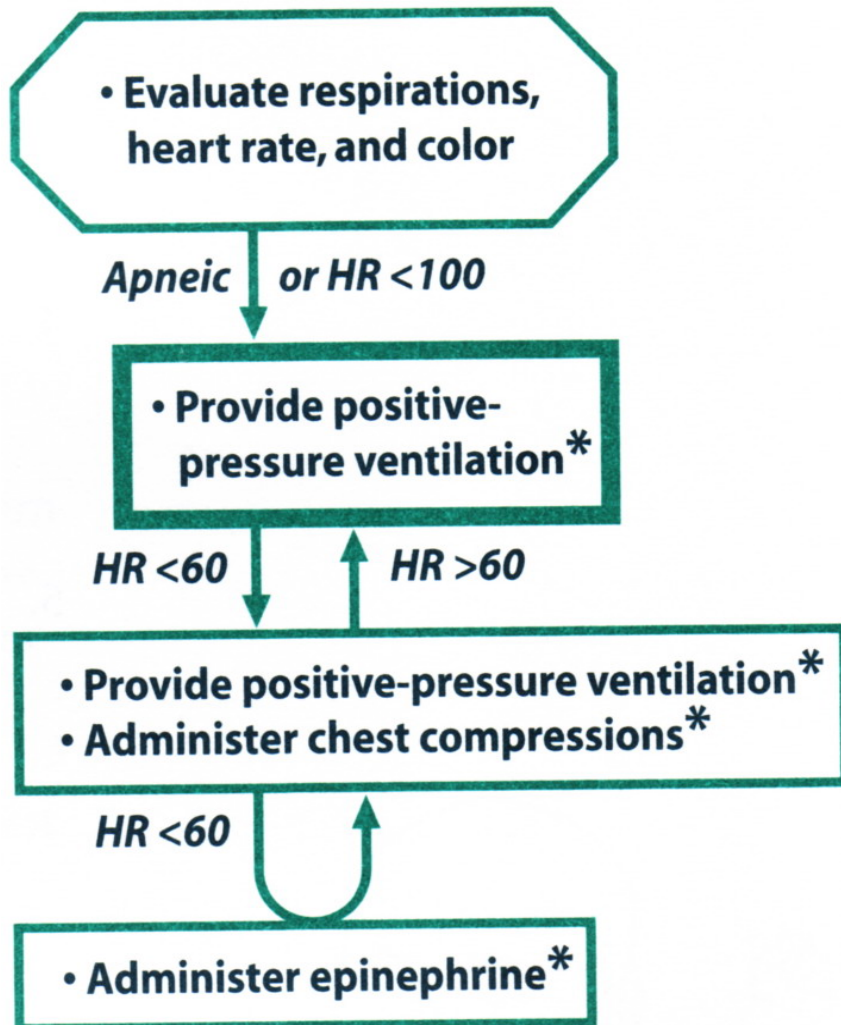 • Evaluate respirations,
heart rate, and color
Apneic or HR <100
• Provide positive-
pressure ventilation*
HR <60 HR >60
• Provide positive-pressure ventilation*
• Administer chest compressions*
HR <60
• Administer epinephrine*